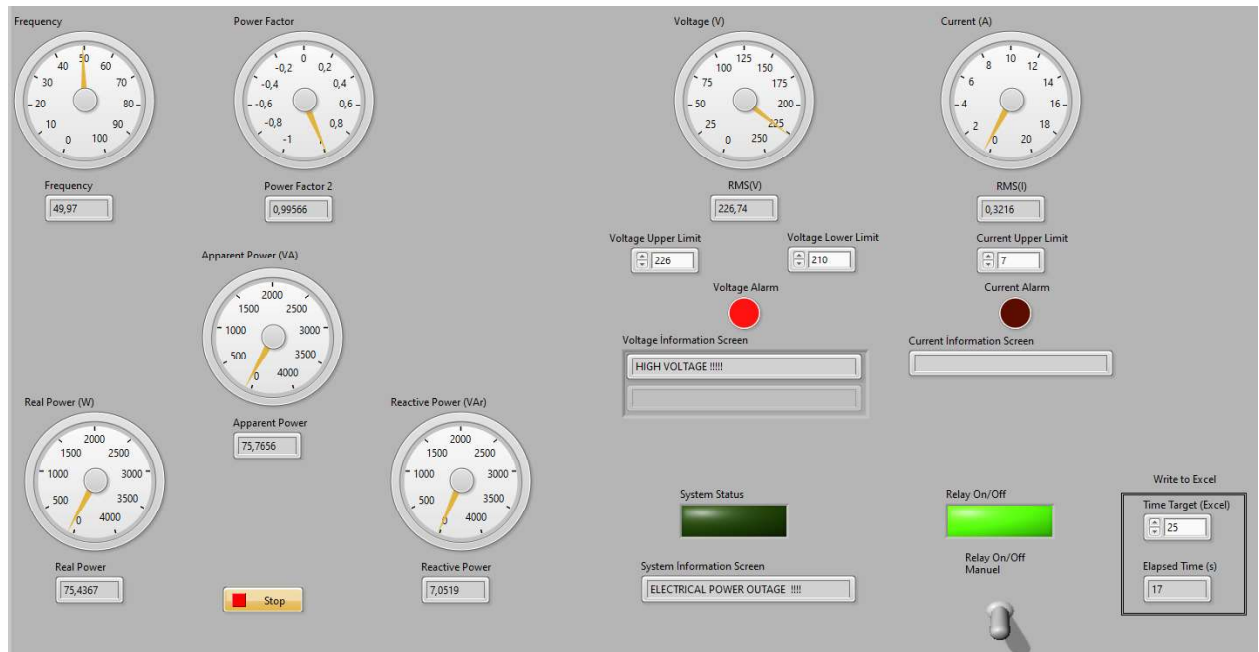 Frequency
0
10
20
30
40
50
60
70
80
90
100
Frequency
49,97
Power Factor
-1
-0,8
-0,6
-0,4
-0,2
0
0,2
0,4
0,6
0,8
Power Factor 2
0,99566
Voltage (V)
0
25
50
75
100
125
150
175
200
225
250
RMS(V)
226,74
Current (A)
0
2
4
6
8
10
12
14
16
18
20
RMS(I)
0,3216
Voltage Upper Limit
226
Voltage Lower Limit
210
Current Upper Limit
7
Apparent Power (VA)
0
500
1000
1500
2000
2500
3000
3500
4000
Apparent Power
75,7656
Voltage Alarm
Current Alarm
Voltage İnformation Screen
HIGH VOLTAGE !!!!!
Current İnformation Screen
Real Power (W)
0
500
1000
1500
2000
2500
3000
3500
4000
Real Power
75,4367
Reactive Power (VAr)
0
500
1000
1500
2000
2500
3000
3500
4000
Reactive Power
7,0519
Stop
System Status
System Information Screen
ELECTRICAL POWER OUTAGE !!!!
Relay On/Off
Relay On/Off
Manuel
Write to Excel
Time Target (Excel)
25
Elapsed Time (s)
17